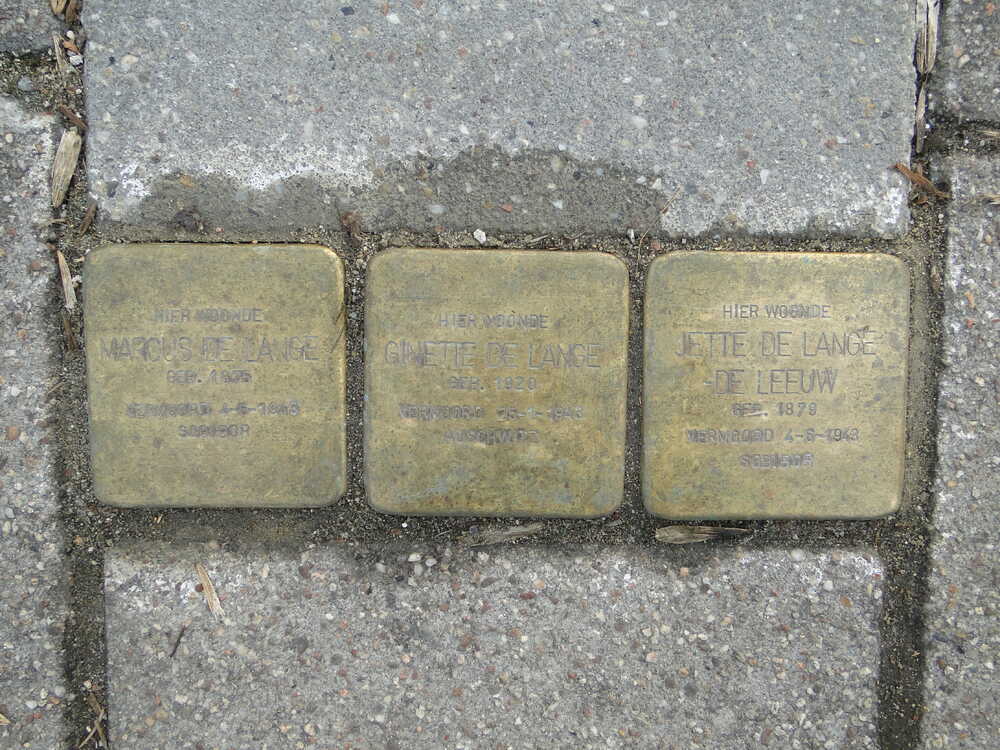 HIER WOONDE
MARCUS DE LANGE
GEB.
VERMOORD 4-6-1943
SOBIBOR
HIER WOONDE
GINETTE DE LANGE
GEB. 1920
VERMOORD
AUSCHWITZ
HIER WOONDE
JETTE DE LANGE
-DE LEEUW
GEB. 1879
VERMOORD 4-6-1943
SOBIBOR